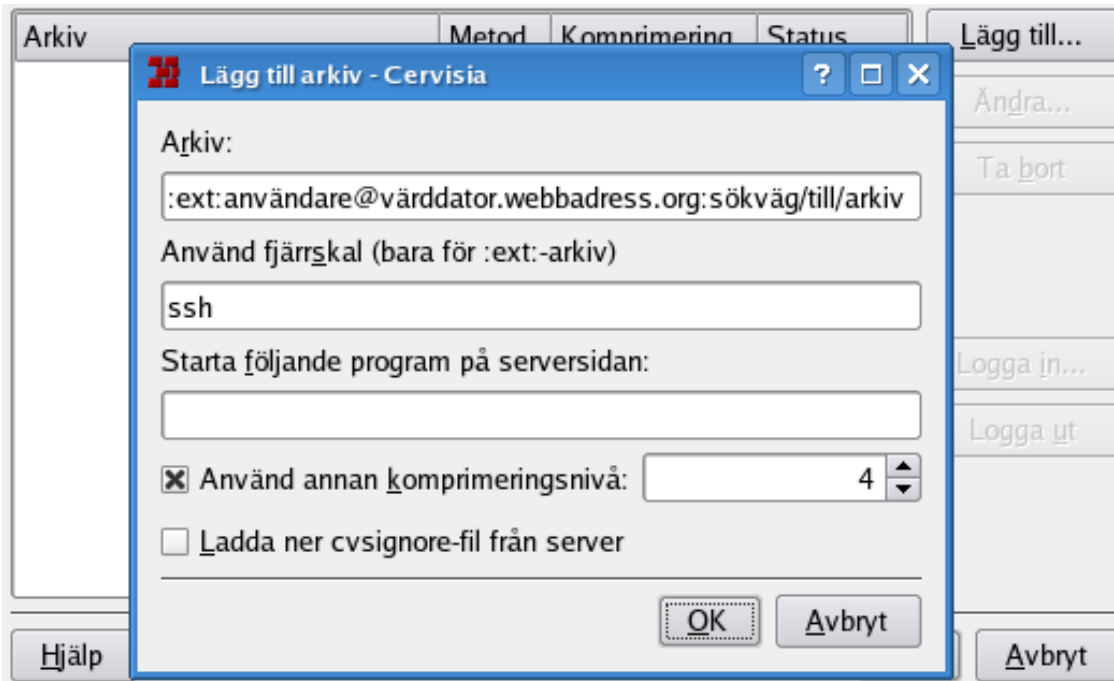 Arkiv Metod Komprimering Status
Lägg till...
Ändra...
Ta bort
Logga in...
Logga ut
Lägg till arkiv - Cervisia
Arkiv:
:ext:användare@värddator.webbadress.org:sökväg/till/arkiv
Använd fjärrskal (bara för :ext:-arkiv)
ssh
Starta följande program på serversidan:
Använd annan komprimeringsnivå: 4
Ladda ner cvsignore-fil från server
OK Avbryt
Hjälp Avbryt